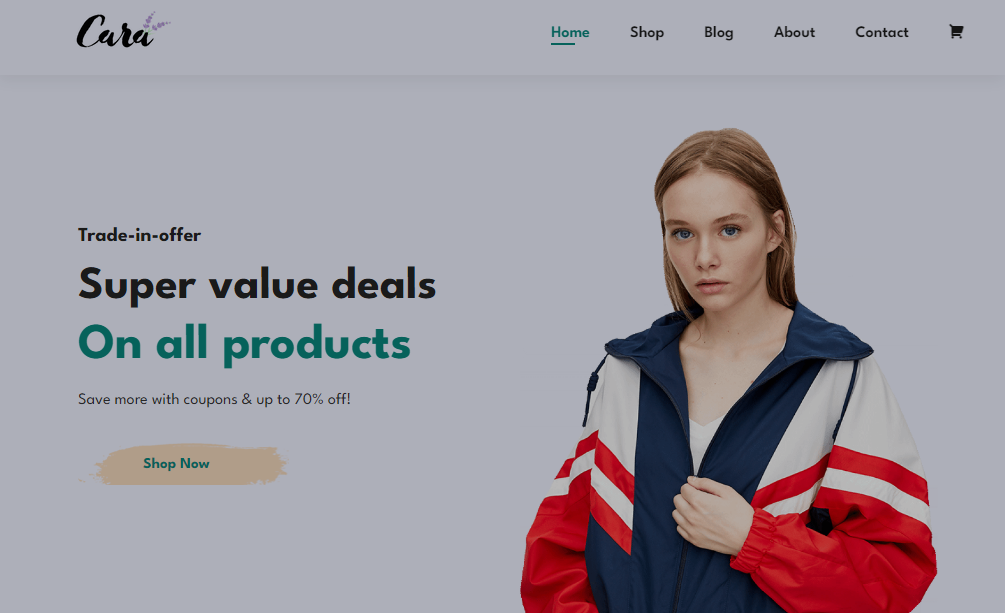 Cara
Home Shop Blog About Contact
Trade-in-offer
Super value deals
On all products
Save more with coupons & up to 70% off!
Shop Now